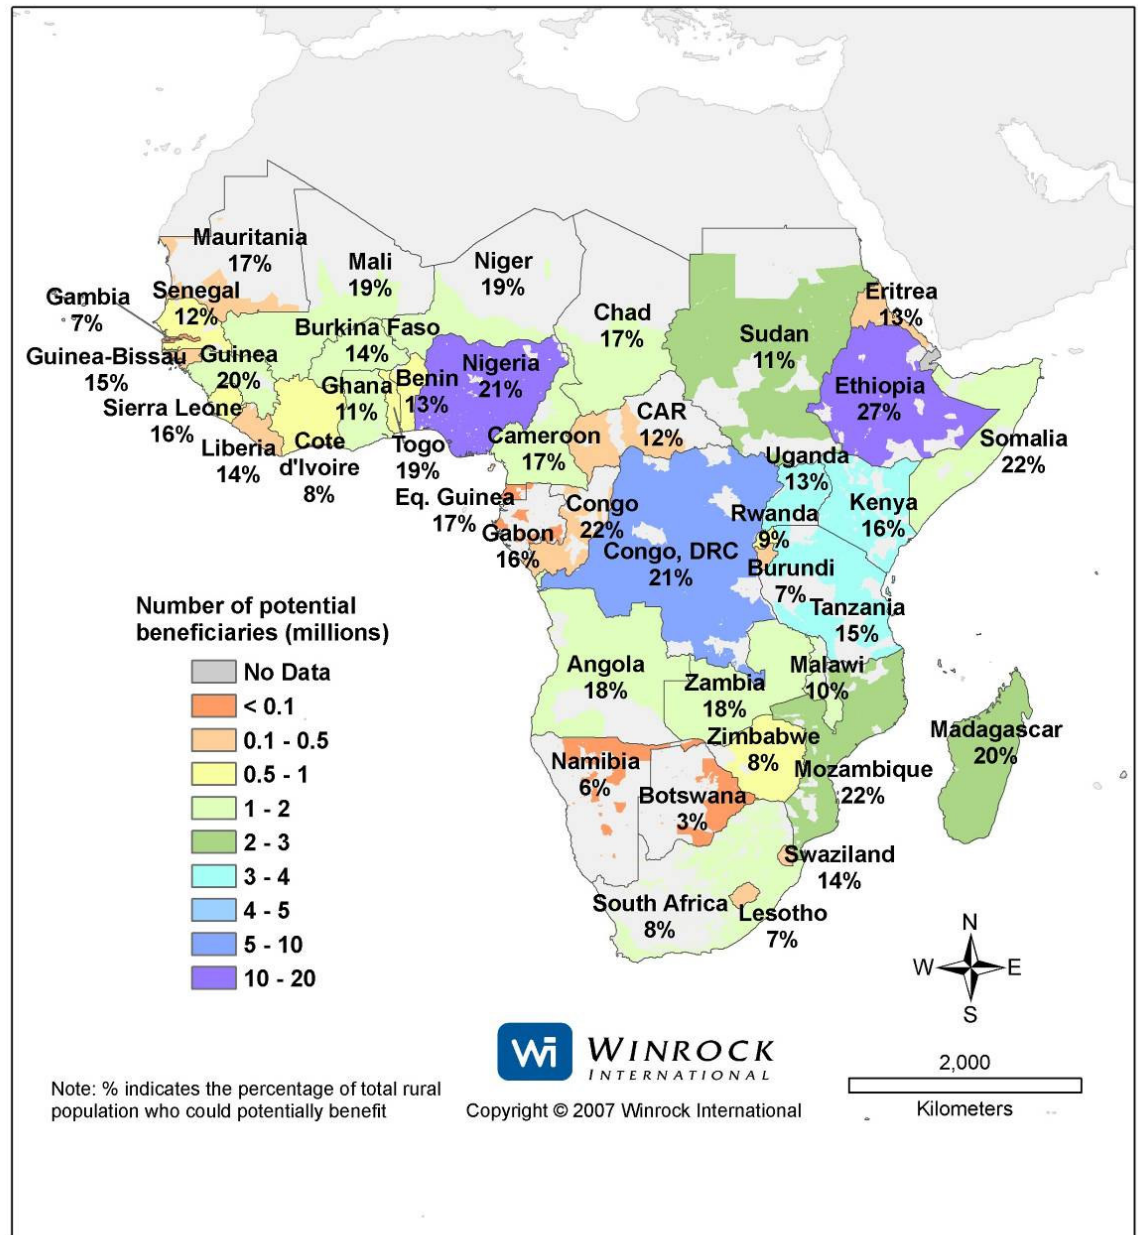 Mauritania
17%
Mali
19%
Niger
19%
Chad
17%
Sudan
11%
Eritrea
13%
Gambia
7%
Senegal
12%
Burkina Faso
14%
Guinea-Bissau
15%
Guinea
20%
Ghana
11%
Benin
13%
Nigeria
21%
Ethiopia
27%
Sierra Leone
16%
Liberia
14%
Cote
d'Ivoire
8%
Togo
19%
Cameroon
17%
CAR
12%
Somalia
22%
Uganda
13%
Kenya
16%
Eq. Guinea
17%
Gabon
16%
Congo
22%
Congo, DRC
21%
Rwanda
9%
Burundi
7%
Tanzania
15%
Angola
18%
Zambia
18%
Malawi
10%
Zimbabwe
8%
Mozambique
22%
Madagascar
20%
Namibia
6%
Botswana
3%
Swaziland
14%
South Africa
8%
Lesotho
7%
Number of potential
beneficiaries (millions)
No Data
< 0.1
0.1 - 0.5
0.5 - 1
1 - 2
2 - 3
3 - 4
4 - 5
5 - 10
10 - 20
N
W E
S
Wi WINROCK
INTERNATIONAL
Copyright © 2007 Winrock International
2,000
Kilometers
Note: % indicates the percentage of total rural
population who could potentially benefit